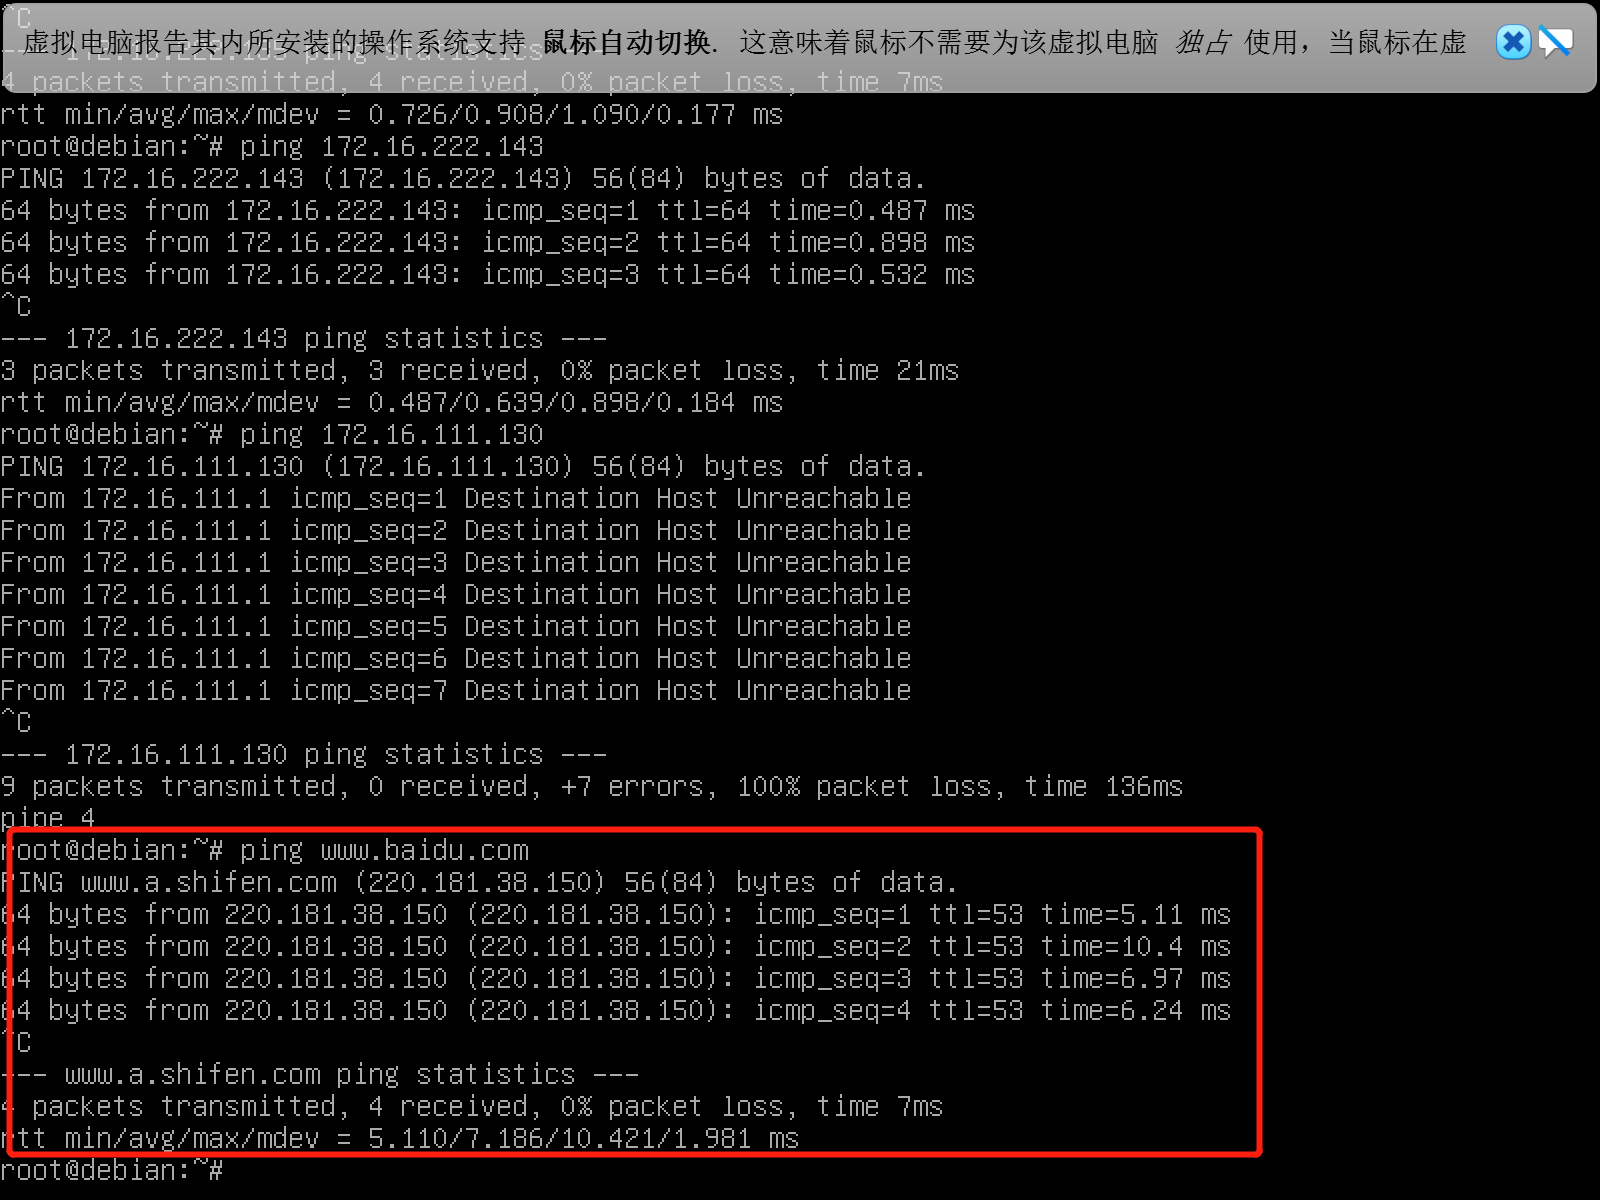 ^C
虚拟电脑报告其内所安装的操作系统支持 鼠标自动切换. 这意味着鼠标不需要为该虚拟电脑 独占 使用，当鼠标在虚
ping statistics ---
4 packets transmitted, 4 received, 0% packet loss, time 7ms
rtt min/avg/max/mdev = 0.726/0.908/1.090/0.177 ms
root@debian:~# ping 172.16.222.143
PING 172.16.222.143 (172.16.222.143) 56(84) bytes of data.
64 bytes from 172.16.222.143: icmp_seq=1 ttl=64 time=0.487 ms
64 bytes from 172.16.222.143: icmp_seq=2 ttl=64 time=0.898 ms
64 bytes from 172.16.222.143: icmp_seq=3 ttl=64 time=0.532 ms
^C
--- 172.16.222.143 ping statistics ---
3 packets transmitted, 3 received, 0% packet loss, time 21ms
rtt min/avg/max/mdev = 0.487/0.639/0.898/0.184 ms
root@debian:~# ping 172.16.111.130
PING 172.16.111.130 (172.16.111.130) 56(84) bytes of data.
From 172.16.111.1 icmp_seq=1 Destination Host Unreachable
From 172.16.111.1 icmp_seq=2 Destination Host Unreachable
From 172.16.111.1 icmp_seq=3 Destination Host Unreachable
From 172.16.111.1 icmp_seq=4 Destination Host Unreachable
From 172.16.111.1 icmp_seq=5 Destination Host Unreachable
From 172.16.111.1 icmp_seq=6 Destination Host Unreachable
From 172.16.111.1 icmp_seq=7 Destination Host Unreachable
^C
--- 172.16.111.130 ping statistics ---
9 packets transmitted, 0 received, +7 errors, 100% packet loss, time 136ms
pipe 4
root@debian:~# ping www.baidu.com
PING www.a.shifen.com (220.181.38.150) 56(84) bytes of data.
64 bytes from 220.181.38.150 (220.181.38.150): icmp_seq=1 ttl=53 time=5.11 ms
64 bytes from 220.181.38.150 (220.181.38.150): icmp_seq=2 ttl=53 time=10.4 ms
64 bytes from 220.181.38.150 (220.181.38.150): icmp_seq=3 ttl=53 time=6.97 ms
64 bytes from 220.181.38.150 (220.181.38.150): icmp_seq=4 ttl=53 time=6.24 ms
^C
--- www.a.shifen.com ping statistics ---
4 packets transmitted, 4 received, 0% packet loss, time 7ms
rtt min/avg/max/mdev = 5.110/7.186/10.421/1.981 ms
root@debian:~#